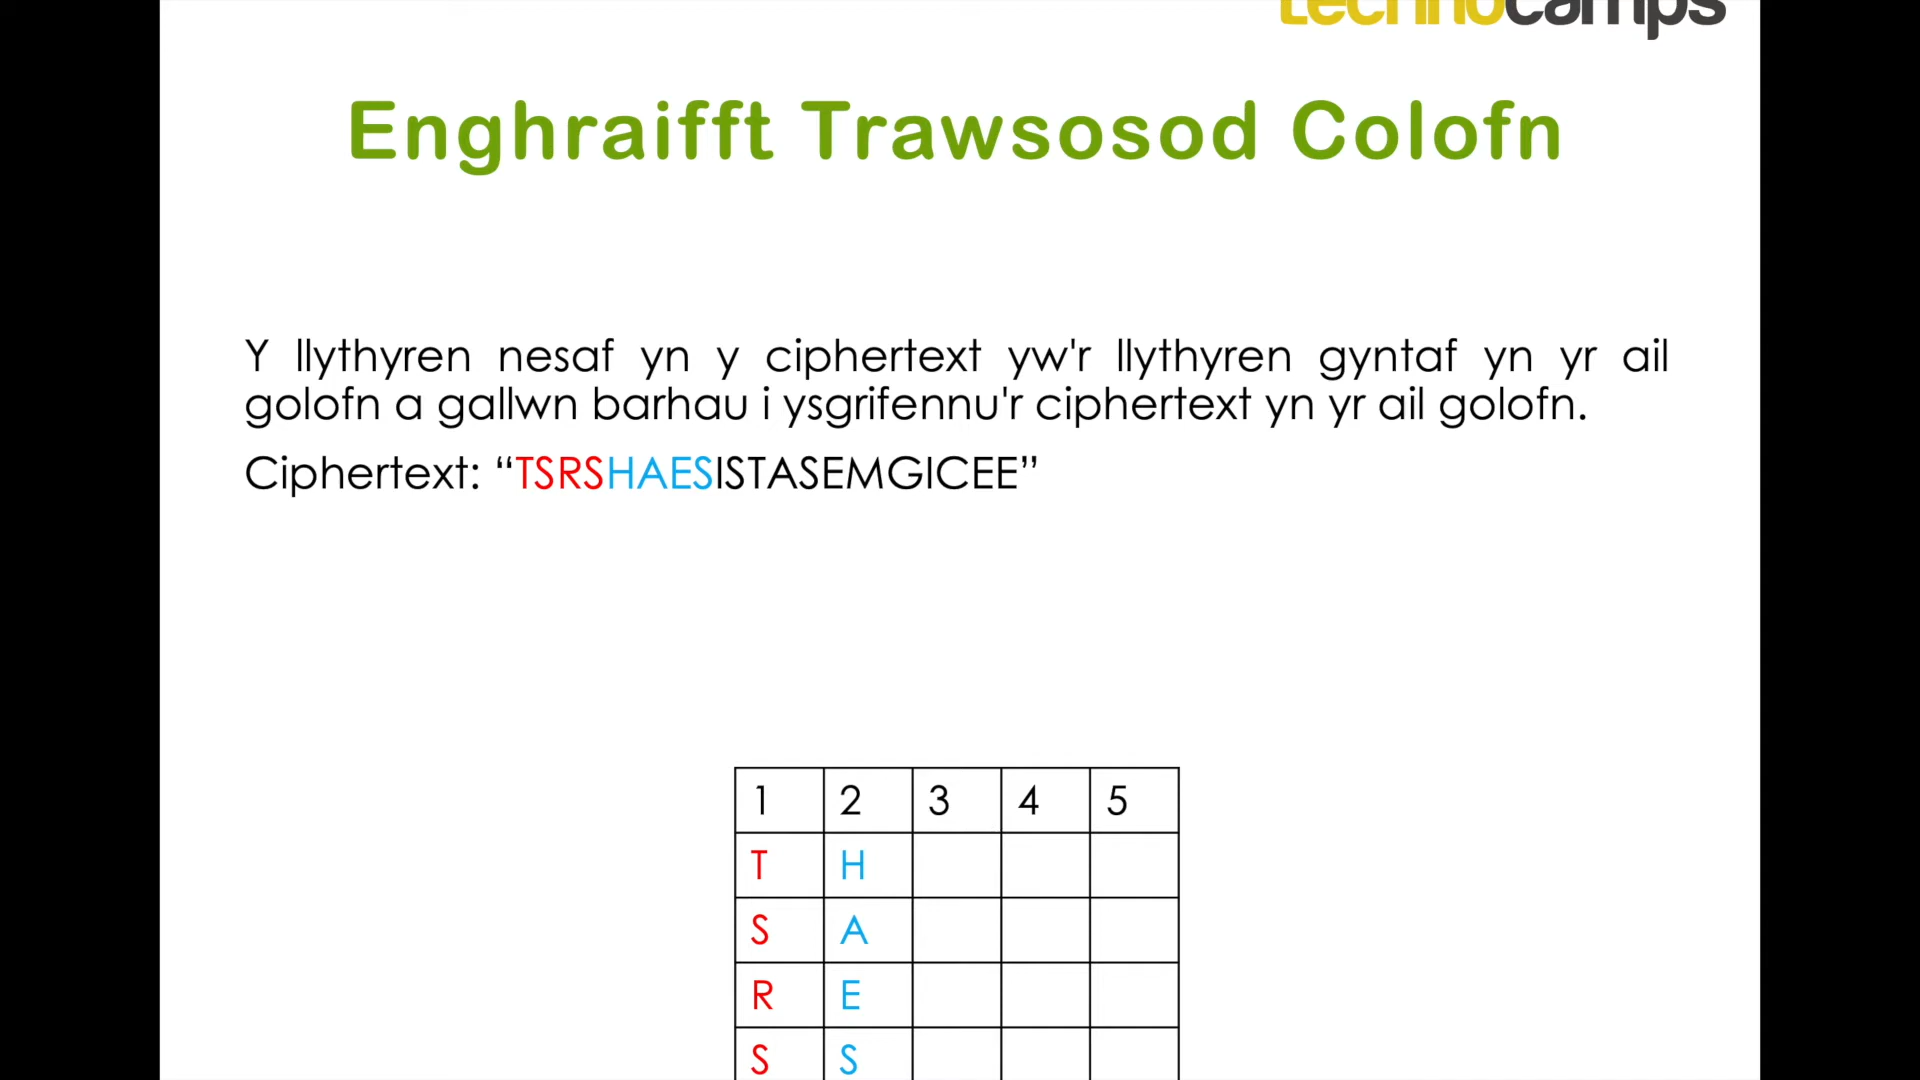 technocamps
Enghraifft Trawsosod Colofn
Y llythyren nesaf yn y ciphertext yw'r llythyren gyntaf yn yr ail
golofn a gallwn barhau i ysgrifennu'r ciphertext yn yr ail golofn.
Ciphertext: “TSRSHAESISTASEMGICEE”
1 2 3 4 5
T H
S A
R E
S S